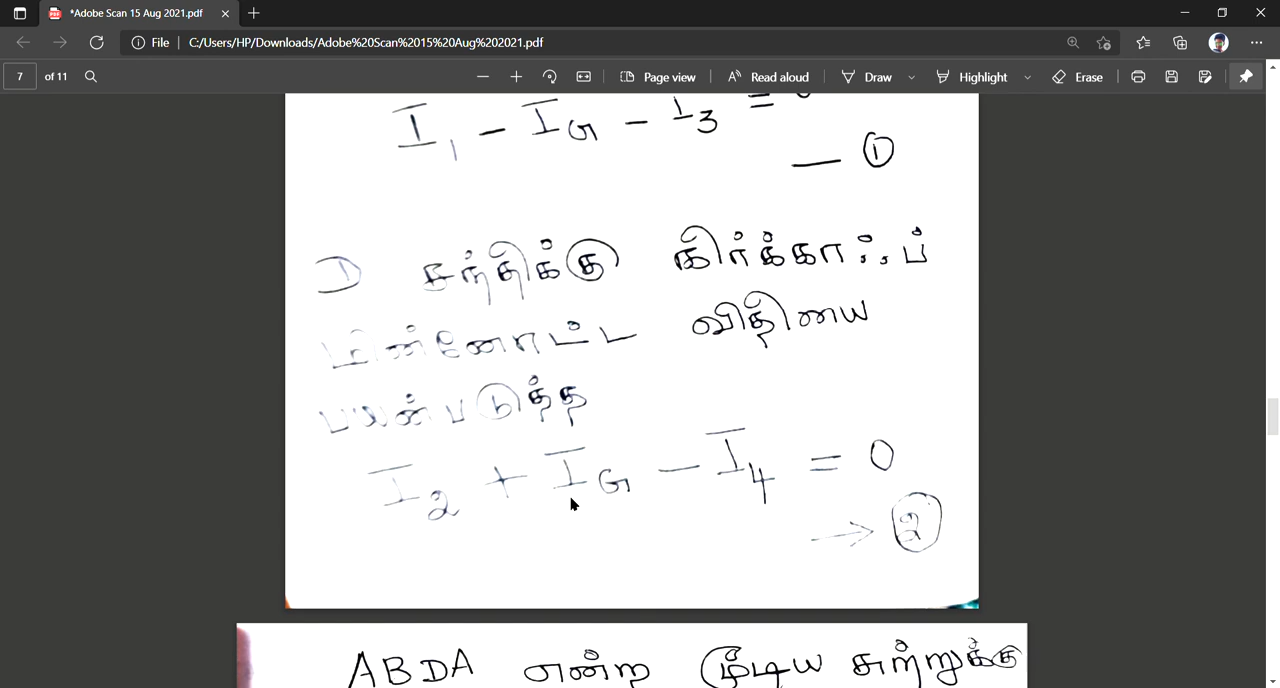 *Adobe Scan 15 Aug 2021.pdf
File C:/Users/HP/Downloads/Adobe%20Scan%2015%20Aug%202021.pdf
7 of 11 Page view Read aloud Draw Highlight Erase
I₁ - I_G - I₃ = 0
— ①
D சந்திக்கு கிர்க்காஃப்
மின்னோட்ட விதியை
பயன்படுத்த
I₂ + I_G - I₄ = 0
→ ②
ABDA என்ற மூடிய சுற்றுக்கு